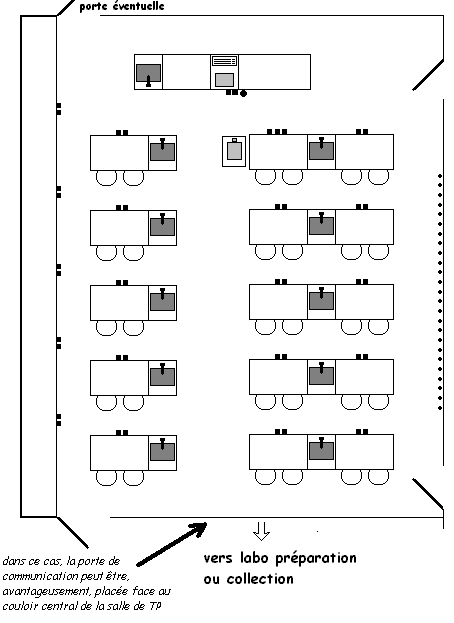 porte éventuelle
vers labo préparation
ou collection
dans ce cas, la porte de
communication peut être,
avantageusement, placée face au
couloir central de la salle de TP